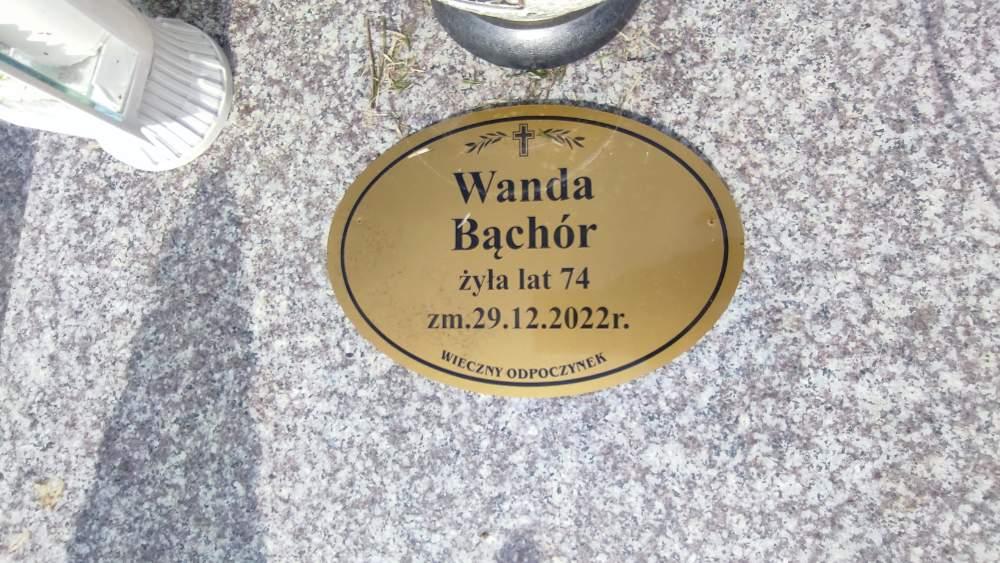 Wanda
Bąchór
żyła lat 74
zm.29.12.2022r.
WIECZNY ODPOCZYNEK